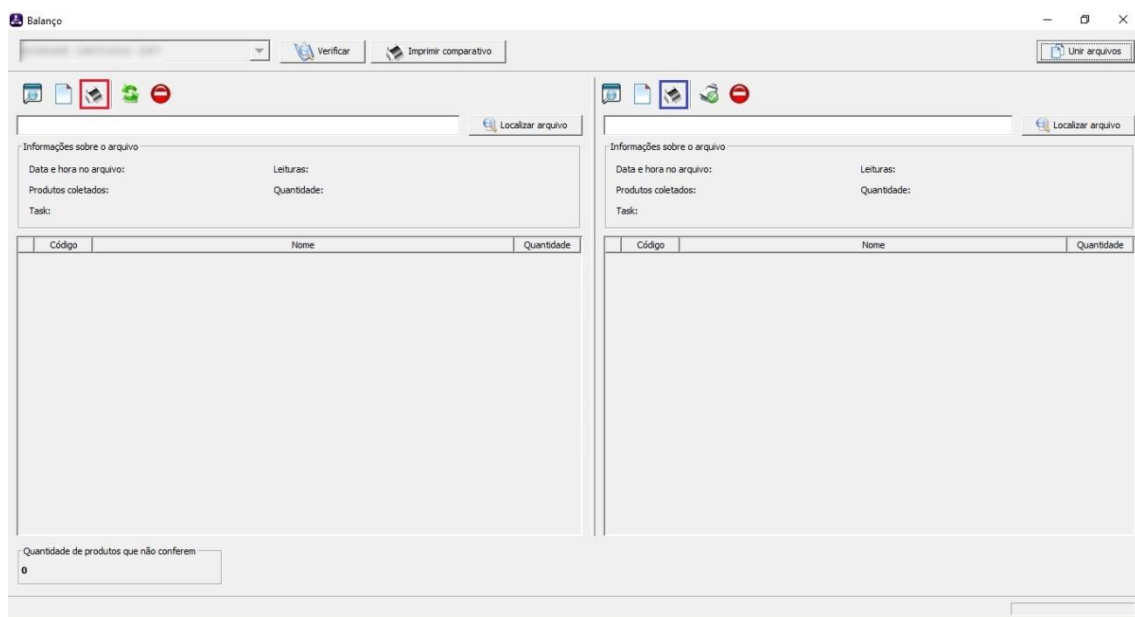 Balanço
Verificar Imprimir comparativo Unir arquivos
Localizar arquivo Localizar arquivo
Informações sobre o arquivo Informações sobre o arquivo
Data e hora no arquivo: Leituras: Data e hora no arquivo: Leituras:
Produtos coletados: Quantidade: Produtos coletados: Quantidade:
Task: Task:
Código Nome Quantidade Código Nome Quantidade
Quantidade de produtos que não conferem
0